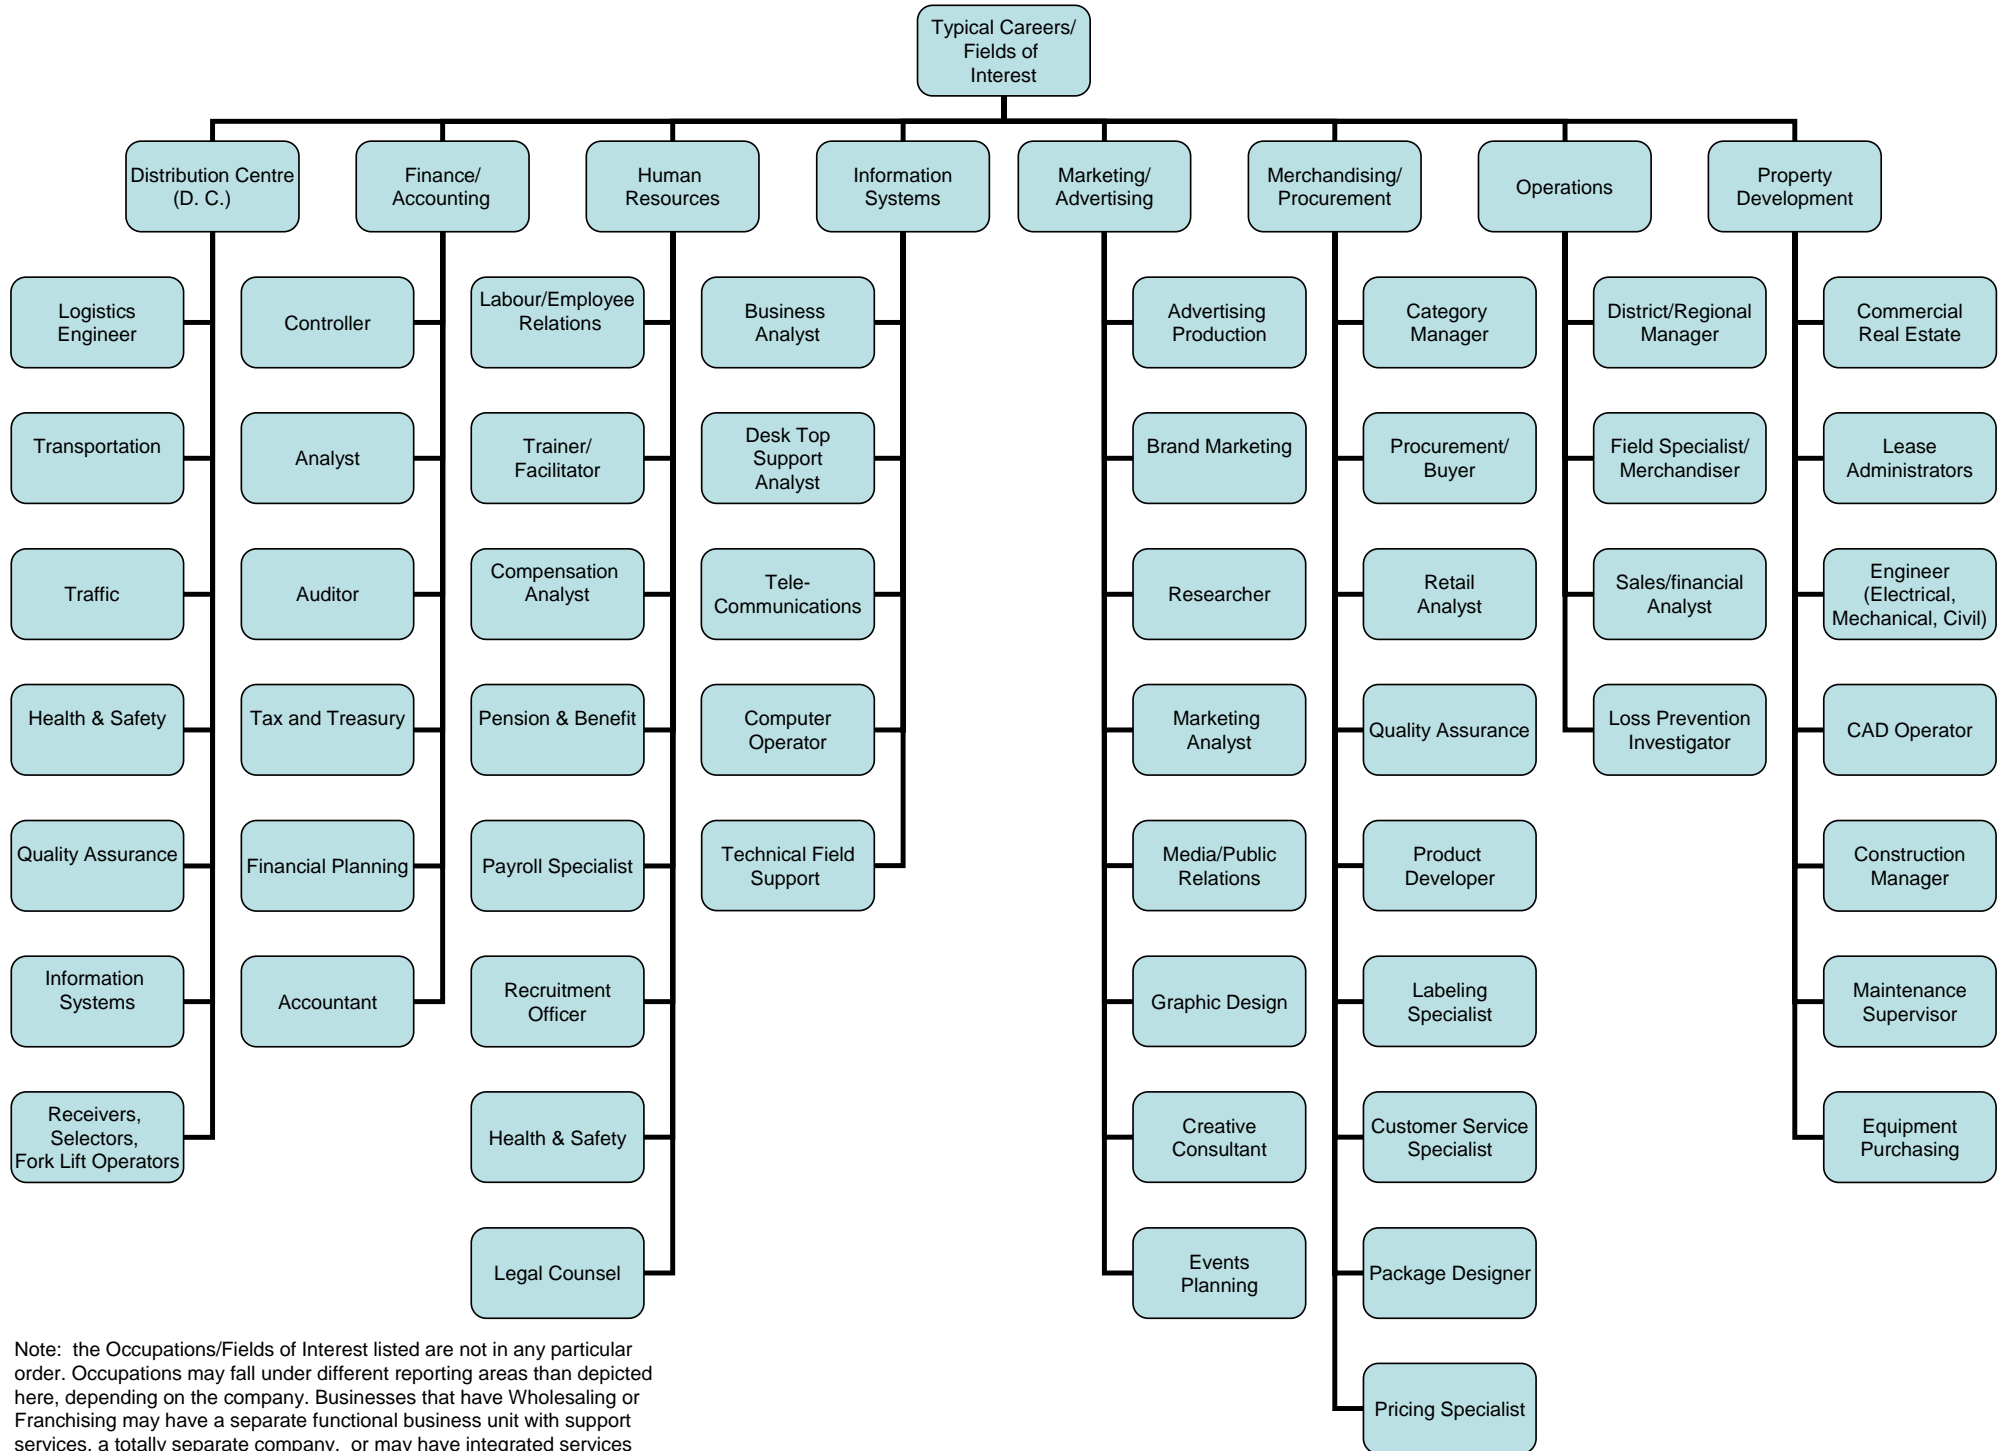 Typical Careers/
Fields of
Interest
Distribution Centre
(D. C.)
Finance/
Accounting
Human
Resources
Information
Systems
Marketing/
Advertising
Merchandising/
Procurement
Operations
Property
Development
Logistics
Engineer
Transportation
Traffic
Health & Safety
Quality Assurance
Information
Systems
Receivers,
Selectors,
Fork Lift Operators
Controller
Analyst
Auditor
Tax and Treasury
Financial Planning
Accountant
Labour/Employee
Relations
Trainer/
Facilitator
Compensation
Analyst
Pension & Benefit
Payroll Specialist
Recruitment
Officer
Health & Safety
Legal Counsel
Business
Analyst
Desk Top
Support
Analyst
Tele-
Communications
Computer
Operator
Technical Field
Support
Advertising
Production
Brand Marketing
Researcher
Marketing
Analyst
Media/Public
Relations
Graphic Design
Creative
Consultant
Events
Planning
Category
Manager
Procurement/
Buyer
Retail
Analyst
Quality Assurance
Product
Developer
Labeling
Specialist
Customer Service
Specialist
Package Designer
Pricing Specialist
District/Regional
Manager
Field Specialist/
Merchandiser
Sales/financial
Analyst
Loss Prevention
Investigator
Commercial
Real Estate
Lease
Administrators
Engineer
(Electrical,
Mechanical, Civil)
CAD Operator
Construction
Manager
Maintenance
Supervisor
Equipment
Purchasing
Note:  the Occupations/Fields of Interest listed are not in any particular
order. Occupations may fall under different reporting areas than depicted
here, depending on the company. Businesses that have Wholesaling or
Franchising may have a separate functional business unit with support
services, a totally separate company,  or may have integrated services